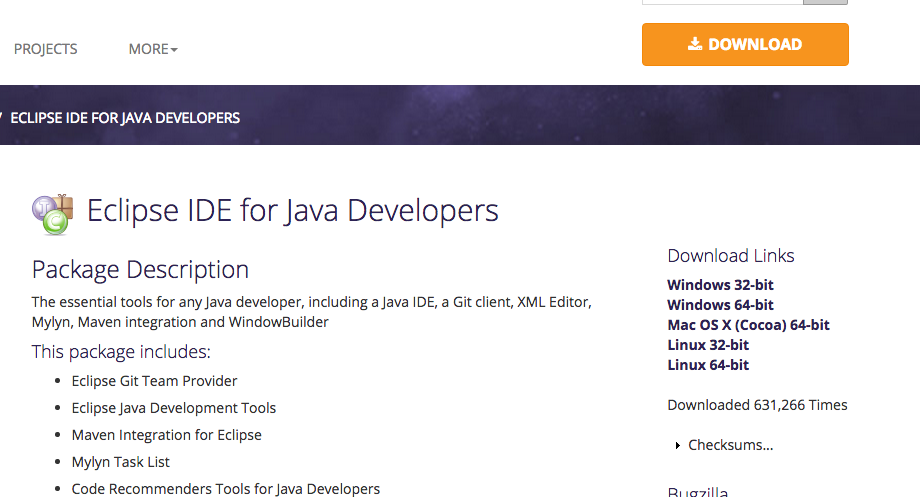 PROJECTS
MORE
DOWNLOAD
/ ECLIPSE IDE FOR JAVA DEVELOPERS
Eclipse IDE for Java Developers
Package Description
The essential tools for any Java developer, including a Java IDE, a Git client, XML Editor,
Mylyn, Maven integration and WindowBuilder
This package includes:
Eclipse Git Team Provider
Eclipse Java Development Tools
Maven Integration for Eclipse
Mylyn Task List
Code Recommenders Tools for Java Developers
Download Links
Windows 32-bit
Windows 64-bit
Mac OS X (Cocoa) 64-bit
Linux 32-bit
Linux 64-bit
Downloaded 631,266 Times
Checksums...
Bugzilla